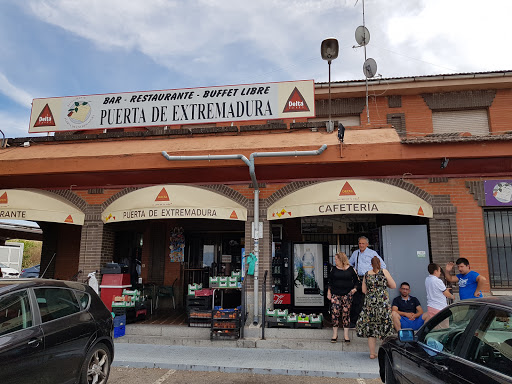 BAR - RESTAURANTE - BUFFET LIBRE
PUERTA DE EXTREMADURA
Delta
Delta
RANTE
PUERTA DE EXTREMADURA
CAFETERÍA